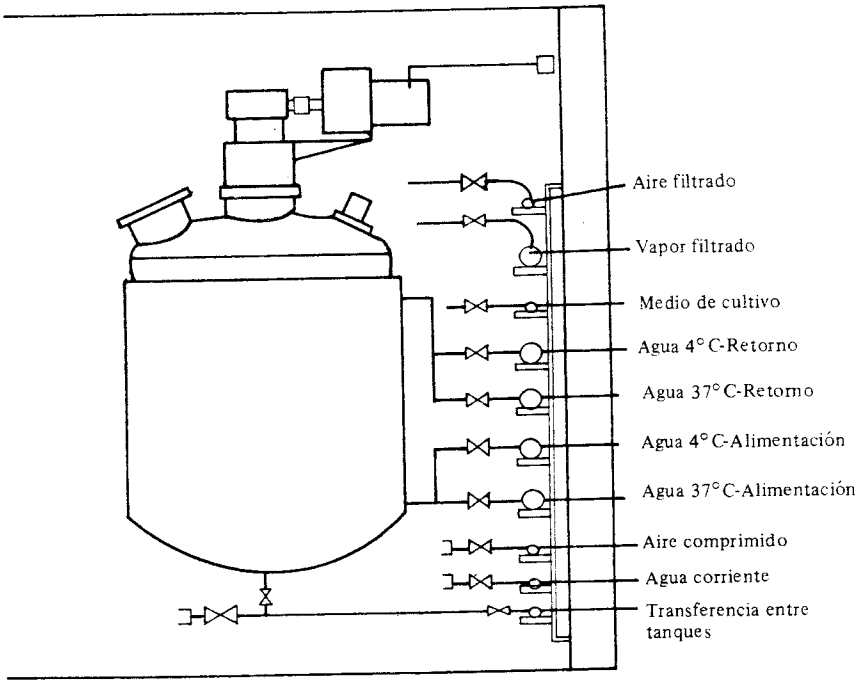 Aire filtrado
Vapor filtrado
Medio de cultivo
Agua 4°C-Retorno
Agua 37°C-Retorno
Agua 4°C-Alimentación
Agua 37°C-Alimentación
Aire comprimido
Agua corriente
Transferencia entre
tanques